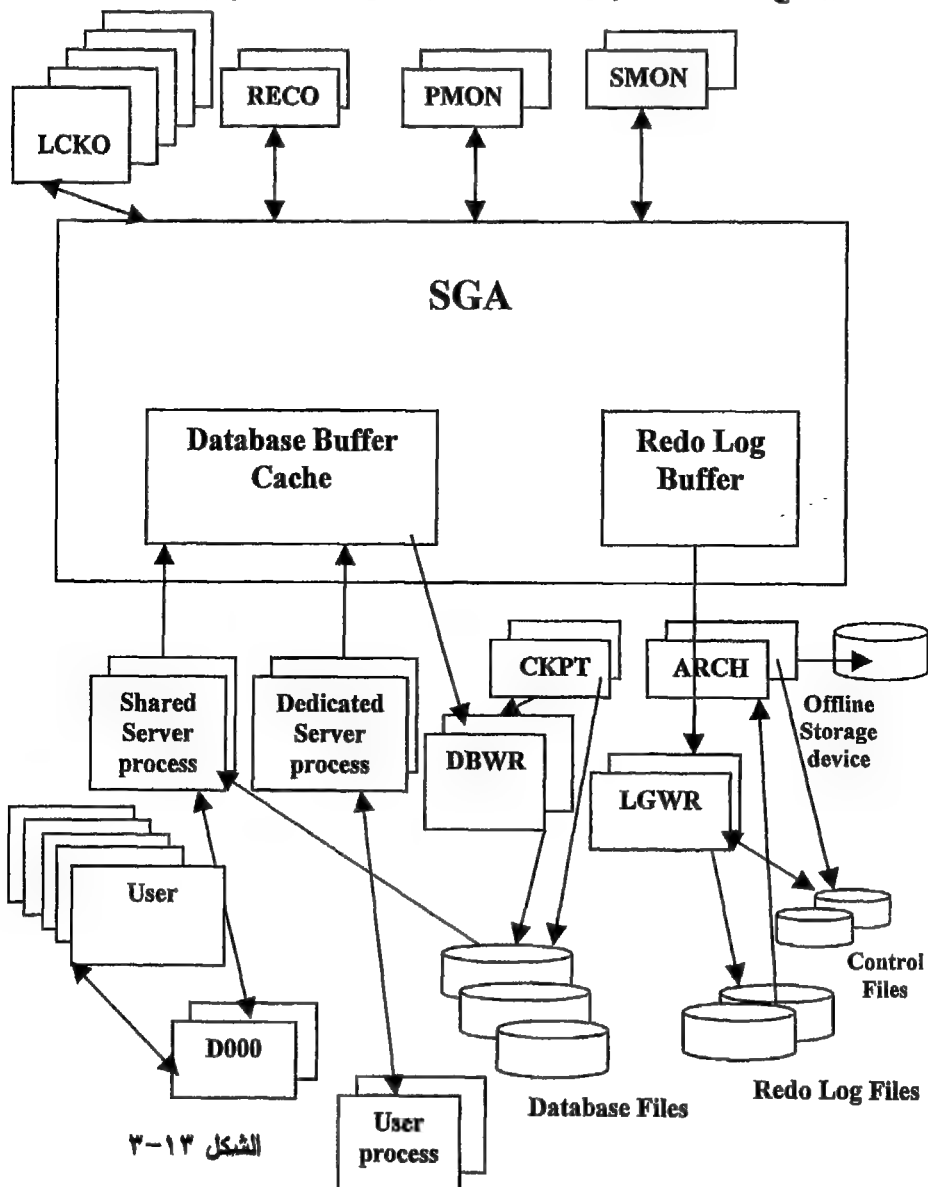 SMON
RECO
PMON
LCKO
SGA
Database Buffer
Cache
Redo Log
Buffer
CKPT
ARCH
Shared
Server
process
Dedicated
Server
process
Offline
Storage
device
DBWR
LGWR
User
Control
Files
D000
Database Files
Redo Log Files
User
process
الشكل ١٣-٣